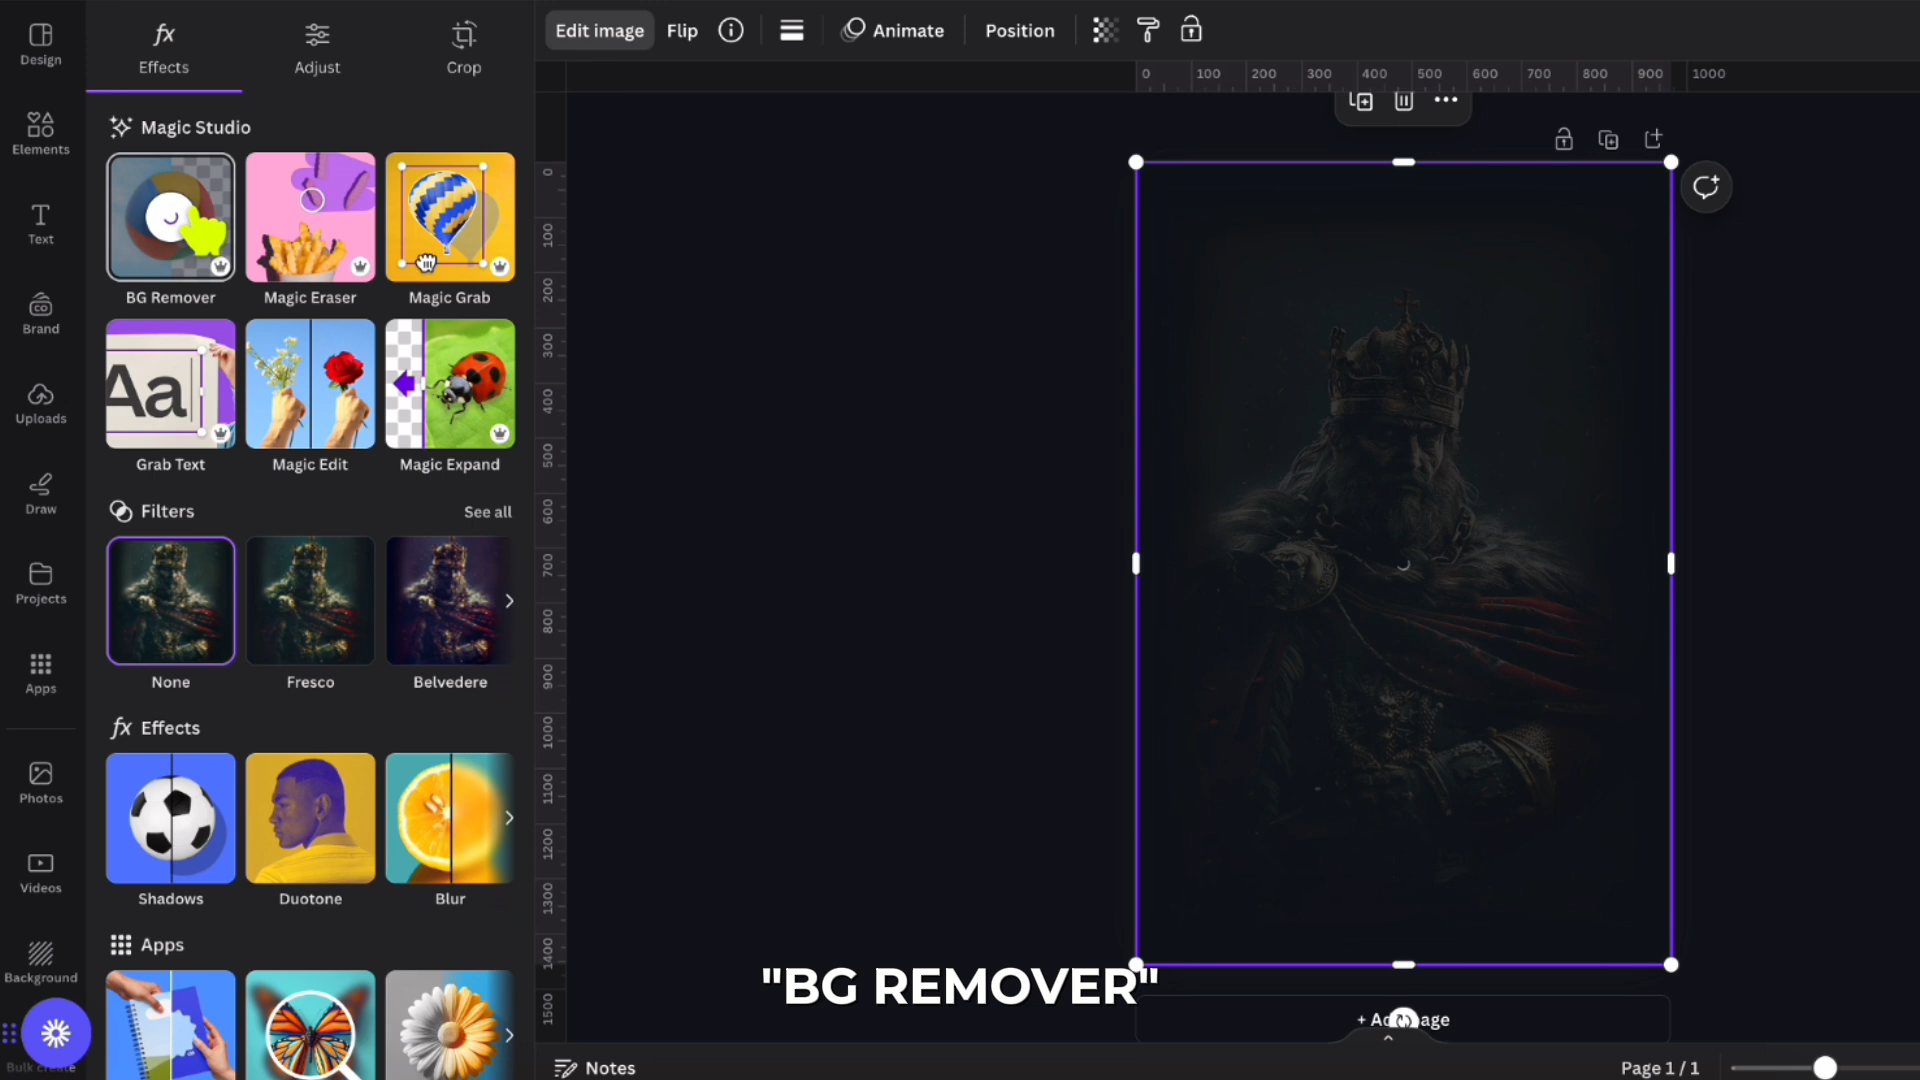 Design
Elements
Text
Brand
Uploads
Draw
Projects
Apps
Photos
Videos
Background
Bulk create
fx
Effects
Adjust
Crop
Magic Studio
BG Remover
Magic Eraser
Magic Grab
Aa
Grab Text
Magic Edit
Magic Expand
Filters
See all
None
Fresco
Belvedere
fx Effects
Shadows
Duotone
Blur
Apps
Edit image
Flip
Animate
Position
0 100 200 300 400 500 600 700 800 900 1000
0
100
200
300
400
500
600
700
800
900
1000
1100
1200
1300
1400
1500
"BG REMOVER"
Notes
Page 1 / 1